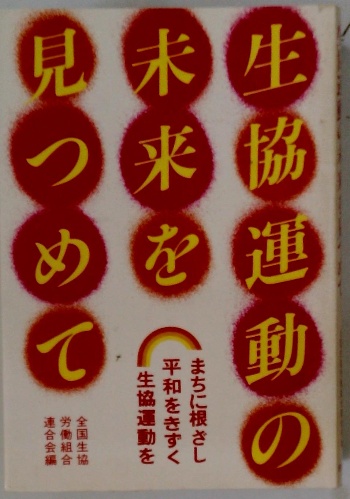 生協運動の
未来を
見つめて
まちに根ざし
平和をきずく
生協運動を
全国生協
労働組合
連合会編